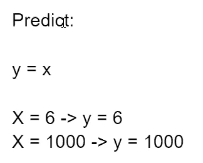 Predict:
y = x
X = 6 -> y = 6
X = 1000 -> y = 1000